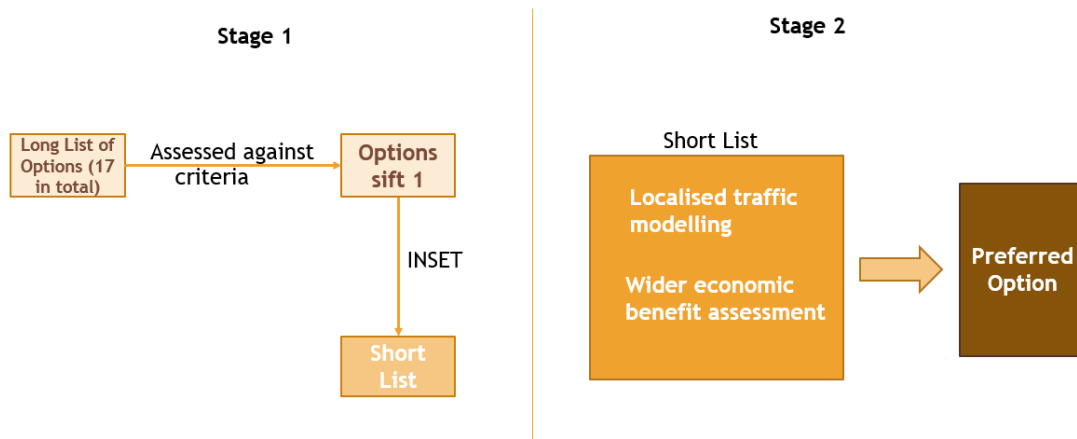 Stage 1
Long List of
Options (17
in total)
Assessed against
criteria
Options
sift 1
INSET
Short
List
Stage 2
Short List
Localised traffic
modelling
Wider economic
benefit assessment
Preferred
Option